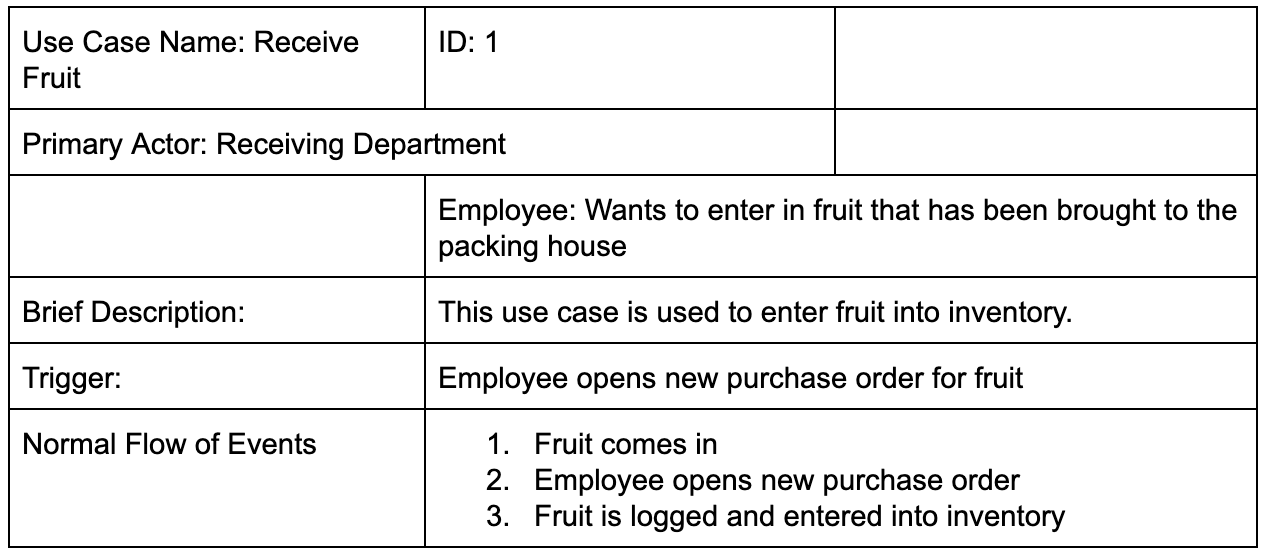 Use Case Name: Receive
Fruit
ID: 1
Primary Actor: Receiving Department
Employee: Wants to enter in fruit that has been brought to the
packing house
Brief Description:
This use case is used to enter fruit into inventory.
Trigger:
Employee opens new purchase order for fruit
Normal Flow of Events
1. Fruit comes in
2. Employee opens new purchase order
3. Fruit is logged and entered into inventory